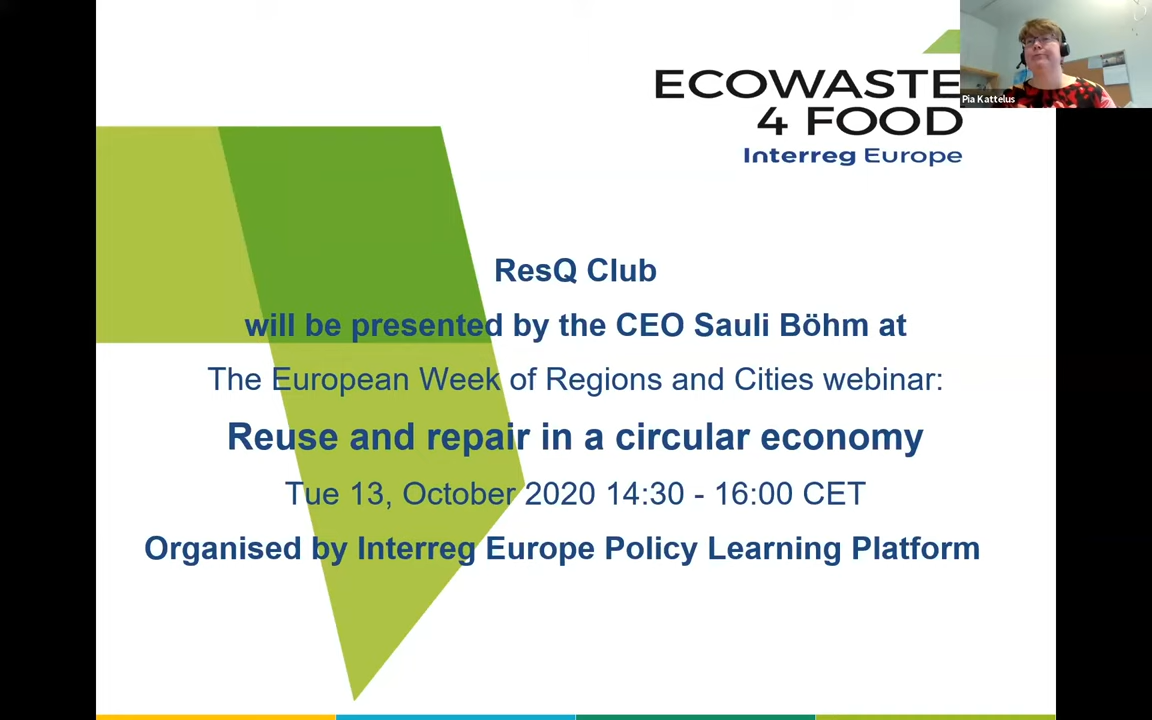 ECOWASTE
4 FOOD
Interreg Europe
Pia Kattelus
ResQ Club
will be presented by the CEO Sauli Böhm at
The European Week of Regions and Cities webinar:
Reuse and repair in a circular economy
Tue 13, October 2020 14:30 - 16:00 CET
Organised by Interreg Europe Policy Learning Platform